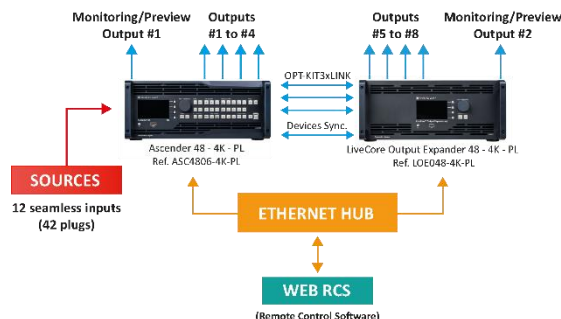 Monitoring/Preview
Output #1
Outputs
#1 to #4
Outputs
#5 to #8
Monitoring/Preview
Output #2
OPT-KIT3xLINK
Devices Sync.
Ascender 48 - 4K - PL
Ref. ASC4806-4K-PL
LiveCore Output Expander 48 - 4K - PL
Ref. LOE048-4K-PL
SOURCES
12 seamless inputs
(42 plugs)
ETHERNET HUB
WEB RCS
(Remote Control Software)